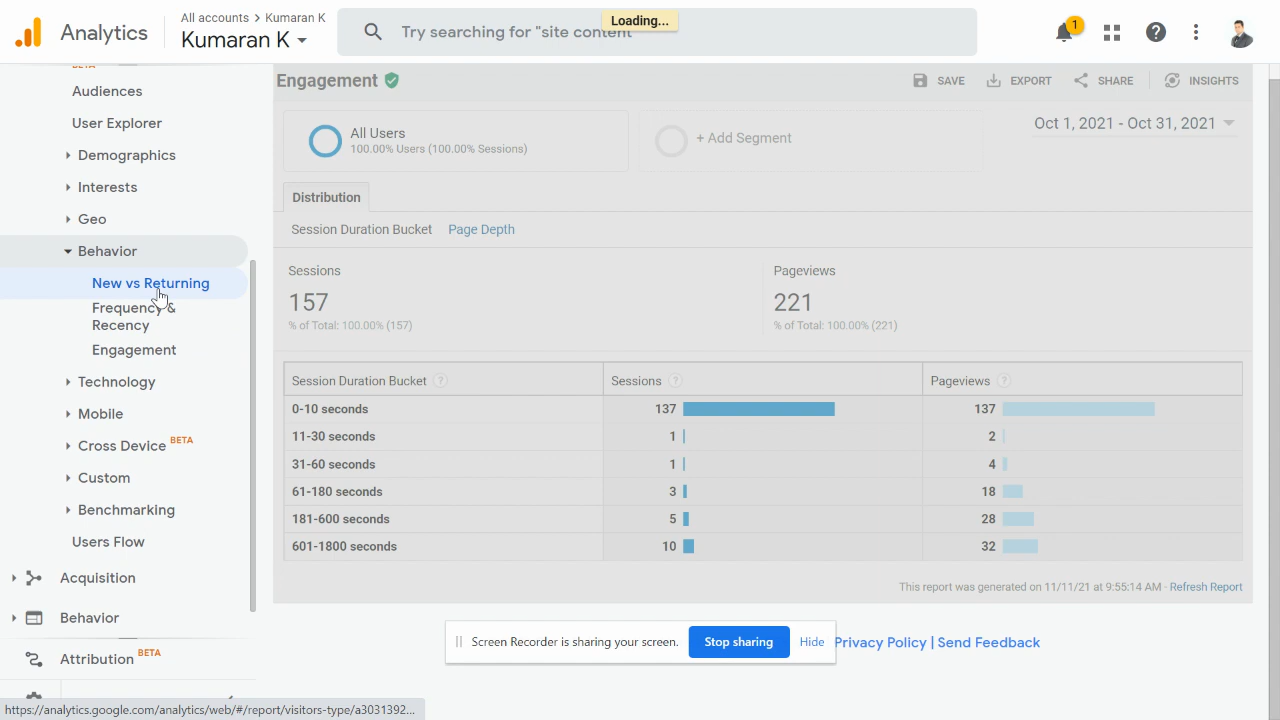 Analytics
All accounts > Kumaran K
Kumaran K
Try searching for "site content"
Loading...
1
BETA
Audiences
User Explorer
Demographics
Interests
Geo
Behavior
New vs Returning
Frequency &
Recency
Engagement
Technology
Mobile
Cross Device BETA
Custom
Benchmarking
Users Flow
Acquisition
Behavior
Attribution BETA
Engagement
SAVE
EXPORT
SHARE
INSIGHTS
All Users
100.00% Users (100.00% Sessions)
+ Add Segment
Oct 1, 2021 - Oct 31, 2021
Distribution
Session Duration Bucket Page Depth
Sessions
157
% of Total: 100.00% (157)
Pageviews
221
% of Total: 100.00% (221)
Session Duration Bucket ? Sessions ? Pageviews ?
0-10 seconds 137 137
11-30 seconds 1 2
31-60 seconds 1 4
61-180 seconds 3 18
181-600 seconds 5 28
601-1800 seconds 10 32
This report was generated on 11/11/21 at 9:55:14 AM - Refresh Report
Screen Recorder is sharing your screen. Stop sharing Hide
Privacy Policy | Send Feedback
https://analytics.google.com/analytics/web/#/report/visitors-type/a3031392...